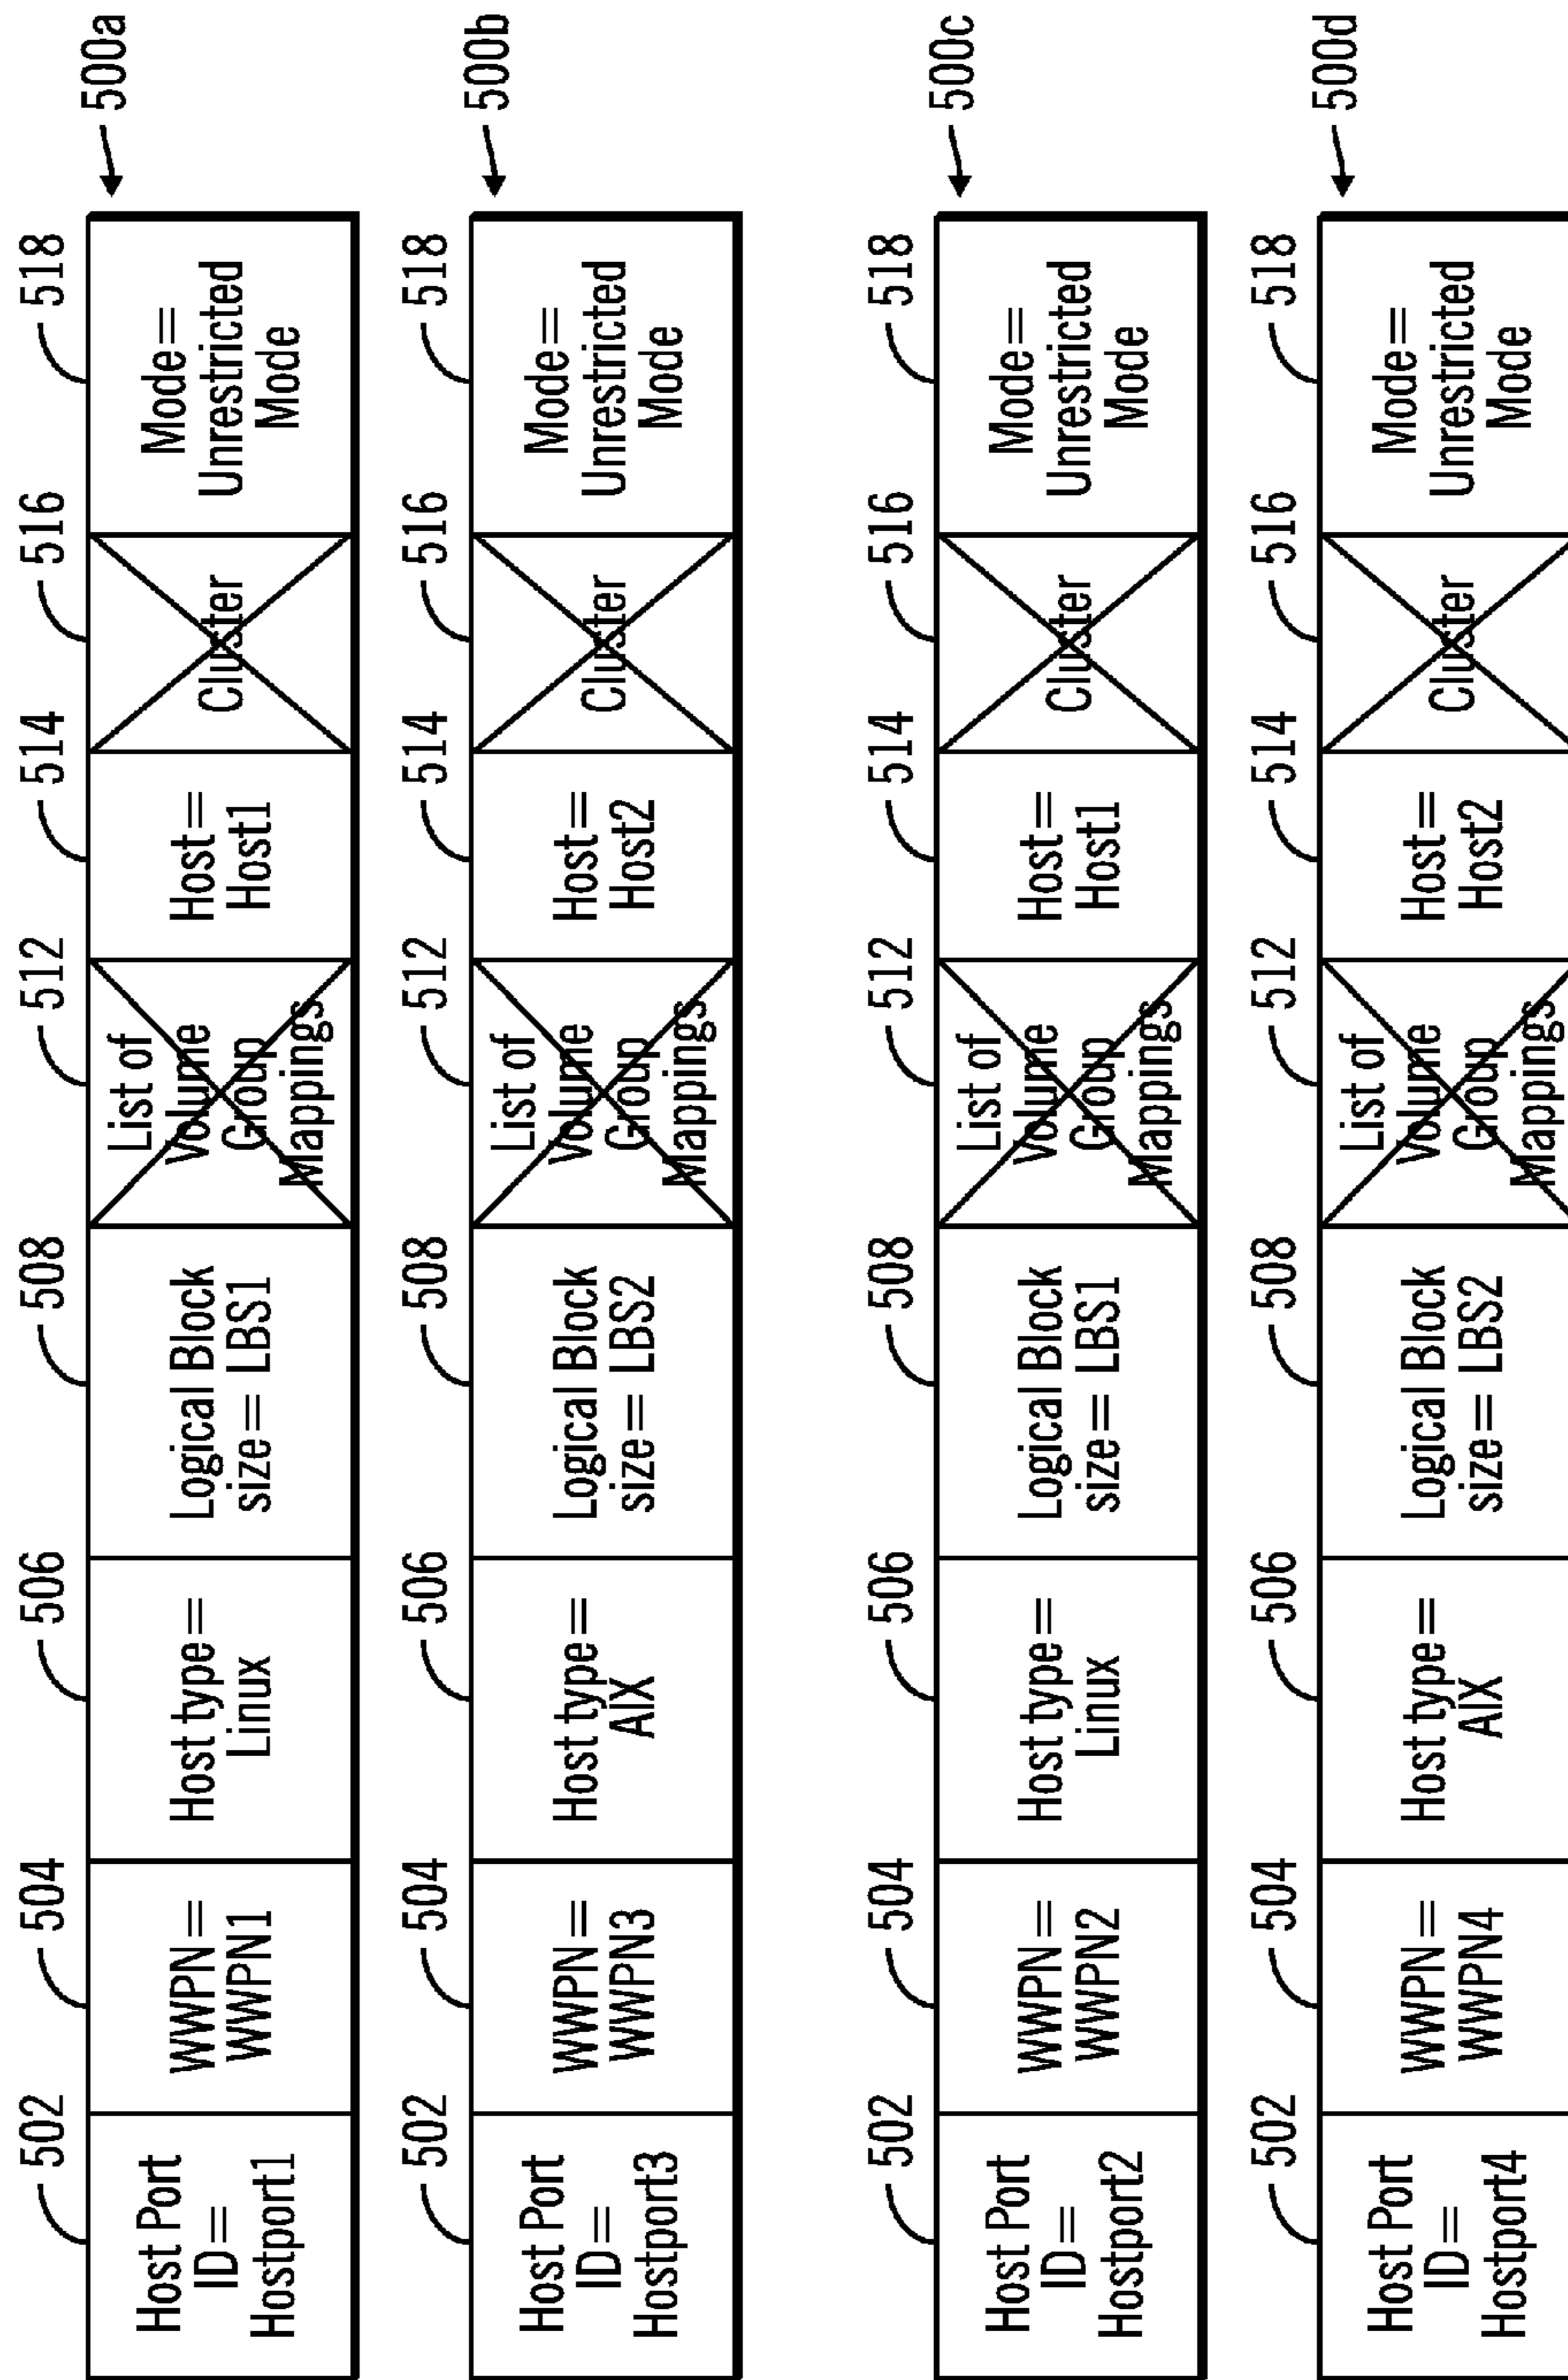 502
504
506
508
512
514
516
518
500a
Host Port
ID=
Hostport1
WWPN=
WWPN1
Host type=
Linux
Logical Block
size= LBS1
List of
Volume
Group
Mappings
Host=
Host1
Cluster
Mode=
Unrestricted
Mode
502
504
506
508
512
514
516
518
500b
Host Port
ID=
Hostport3
WWPN=
WWPN3
Host type=
AIX
Logical Block
size= LBS2
List of
Volume
Group
Mappings
Host=
Host2
Cluster
Mode=
Unrestricted
Mode
502
504
506
508
512
514
516
518
500c
Host Port
ID=
Hostport2
WWPN=
WWPN2
Host type=
Linux
Logical Block
size= LBS1
List of
Volume
Group
Mappings
Host=
Host1
Cluster
Mode=
Unrestricted
Mode
502
504
506
508
512
514
516
518
500d
Host Port
ID=
Hostport4
WWPN=
WWPN4
Host type=
AIX
Logical Block
size= LBS2
List of
Volume
Group
Mappings
Host=
Host2
Cluster
Mode=
Unrestricted
Mode